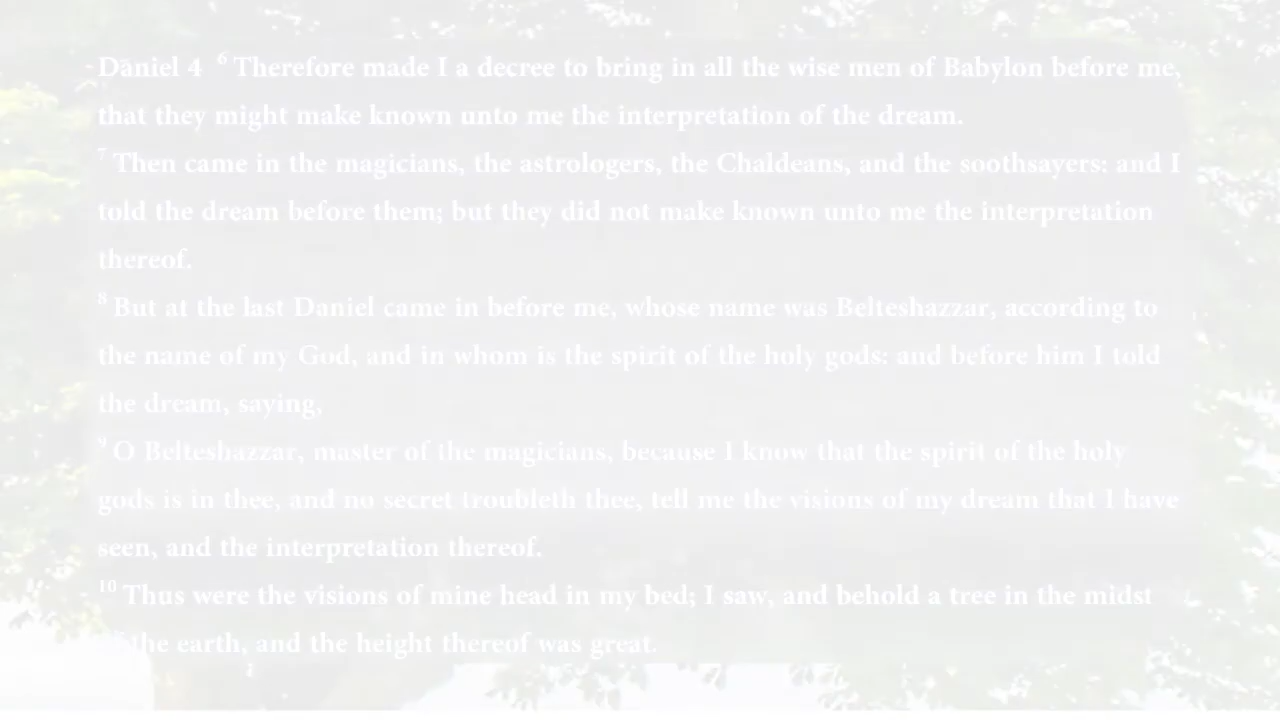 Daniel 4 6 Therefore made I a decree to bring in all the wise men of Babylon before me,
that they might make known unto me the interpretation of the dream.
7 Then came in the magicians, the astrologers, the Chaldeans, and the soothsayers: and I
told the dream before them; but they did not make known unto me the interpretation
thereof.
8 But at the last Daniel came in before me, whose name was Belteshazzar, according to
the name of my God, and in whom is the spirit of the holy gods: and before him I told
the dream, saying,
9 O Belteshazzar, master of the magicians, because I know that the spirit of the holy
gods is in thee, and no secret troubleth thee, tell me the visions of my dream that I have
seen, and the interpretation thereof.
10 Thus were the visions of mine head in my bed; I saw, and behold a tree in the midst
the earth, and the height thereof was great.